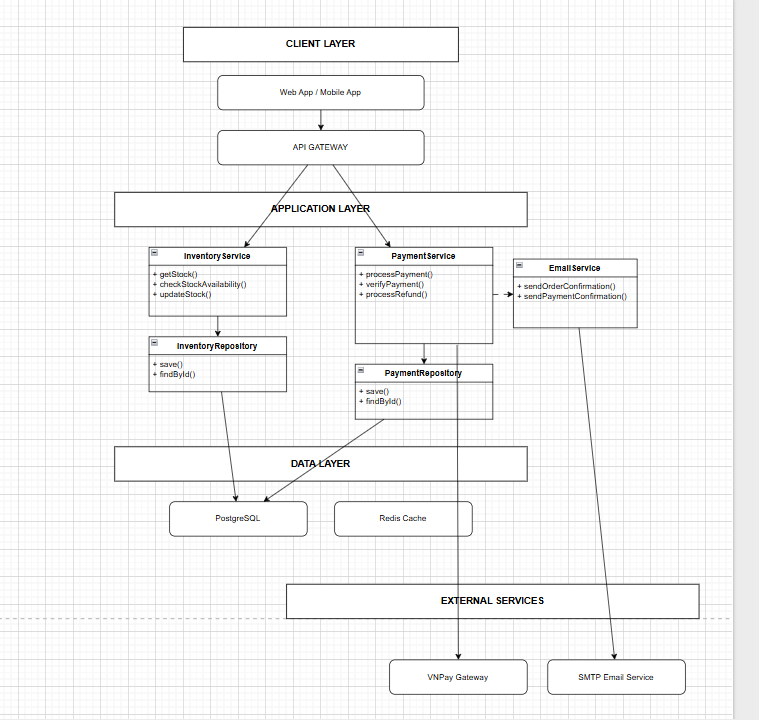 CLIENT LAYER
Web App / Mobile App
API GATEWAY
APPLICATION LAYER
InventoryService
+ getStock()
+ checkStockAvailability()
+ updateStock()
PaymentService
+ processPayment()
+ verifyPayment()
+ processRefund()
EmailService
+ sendOrderConfirmation()
+ sendPaymentConfirmation()
InventoryRepository
+ save()
+ findById()
PaymentRepository
+ save()
+ findById()
DATA LAYER
PostgreSQL
Redis Cache
EXTERNAL SERVICES
VNPay Gateway
SMTP Email Service